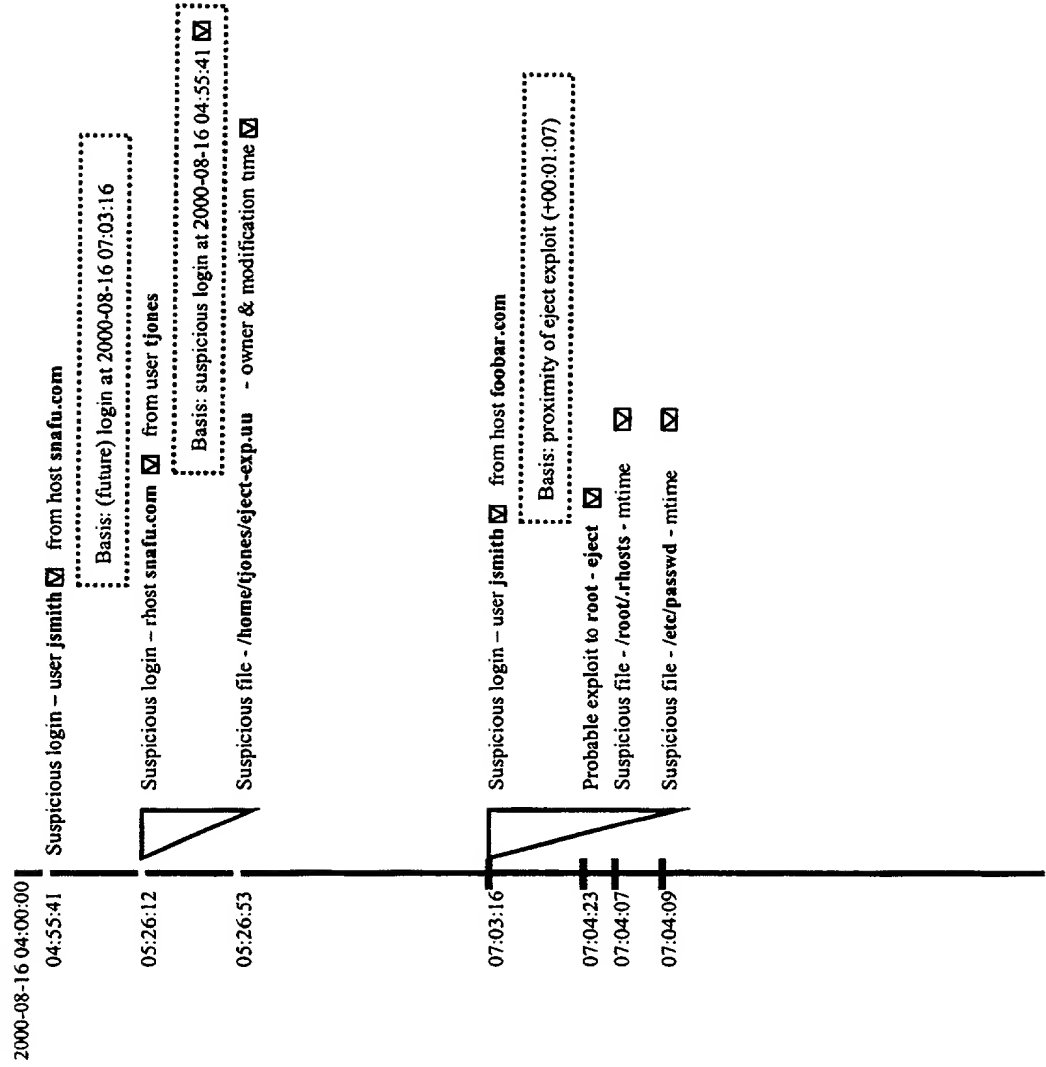 2000-08-16 04:00:00
04:55:41 Suspicious login – user jsmith ☑ from host snafu.com
Basis: (future) login at 2000-08-16 07:03:16
05:26:12 Suspicious login – rhost snafu.com ☑ from user tjones
Basis: suspicious login at 2000-08-16 04:55:41 ☑
05:26:53 Suspicious file - /home/tjones/eject-exp.uu - owner & modification time ☑
07:03:16 Suspicious login – user jsmith ☑ from host foobar.com
Basis: proximity of eject exploit (+00:01:07)
07:04:23 Probable exploit to root - eject ☑
07:04:07 Suspicious file - /root/.rhosts - mtime ☑
07:04:09 Suspicious file - /etc/passwd - mtime ☑